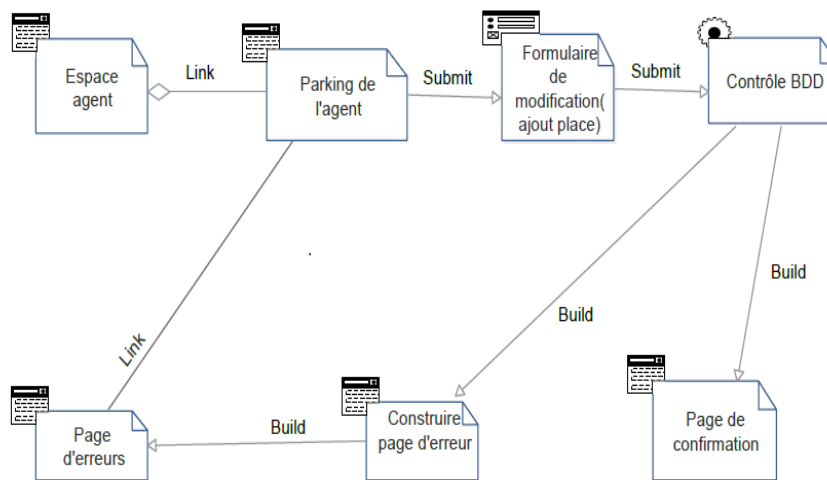 Espace
agent
Link
Parking de
l'agent
Submit
Formulaire
de
modification(
ajout place)
Submit
Contrôle BDD
Link
Build
Build
Page
d'erreurs
Build
Construire
page d'erreur
Page de
confirmation